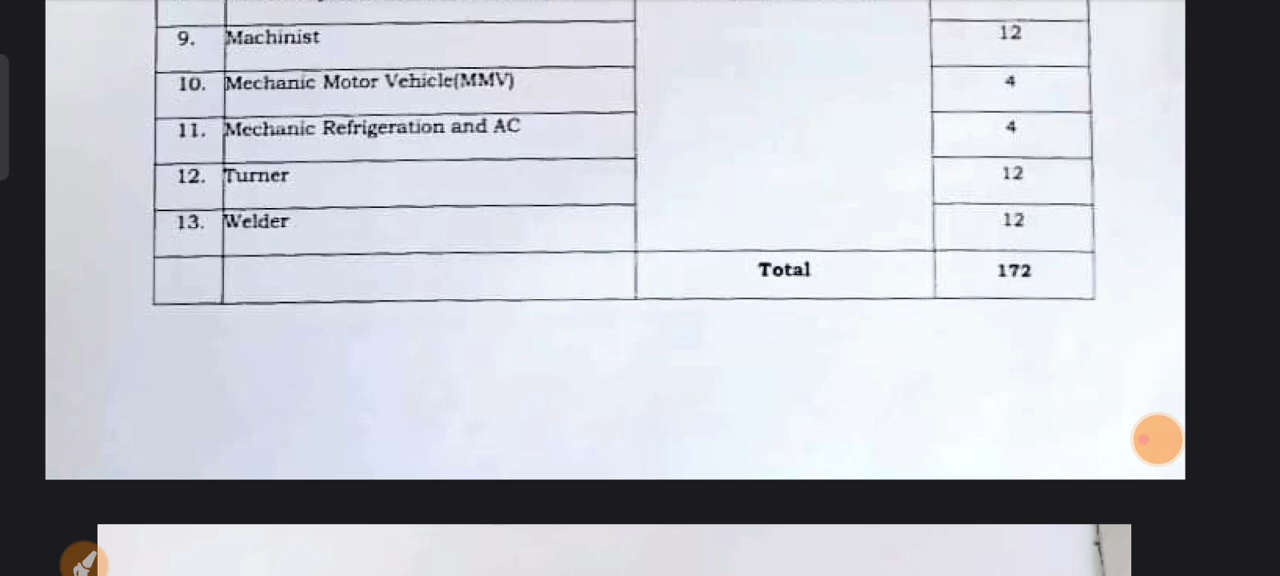 9. Machinist 12
10. Mechanic Motor Vehicle(MMV) 4
11. Mechanic Refrigeration and AC 4
12. Turner 12
13. Welder 12
Total 172